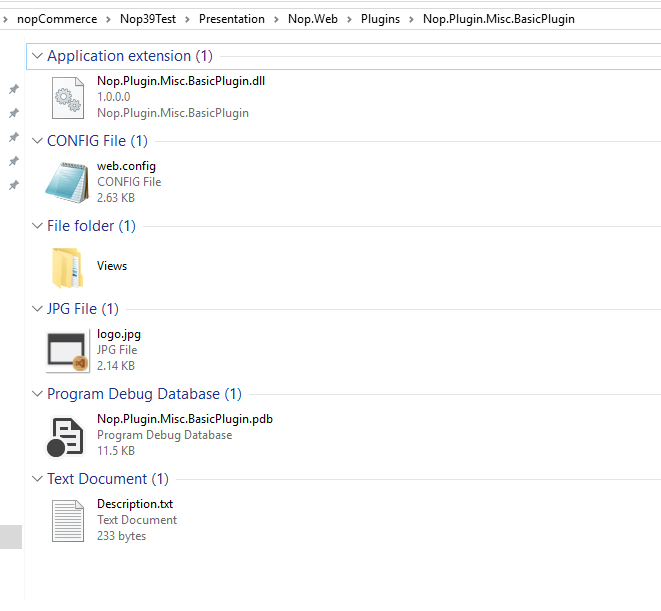 nopCommerce > Nop39Test > Presentation > Nop.Web > Plugins > Nop.Plugin.Misc.BasicPlugin
Application extension (1)
Nop.Plugin.Misc.BasicPlugin.dll
1.0.0.0
Nop.Plugin.Misc.BasicPlugin
CONFIG File (1)
web.config
CONFIG File
2.63 KB
File folder (1)
Views
JPG File (1)
logo.jpg
JPG File
2.14 KB
Program Debug Database (1)
Nop.Plugin.Misc.BasicPlugin.pdb
Program Debug Database
11.5 KB
Text Document (1)
Description.txt
Text Document
233 bytes